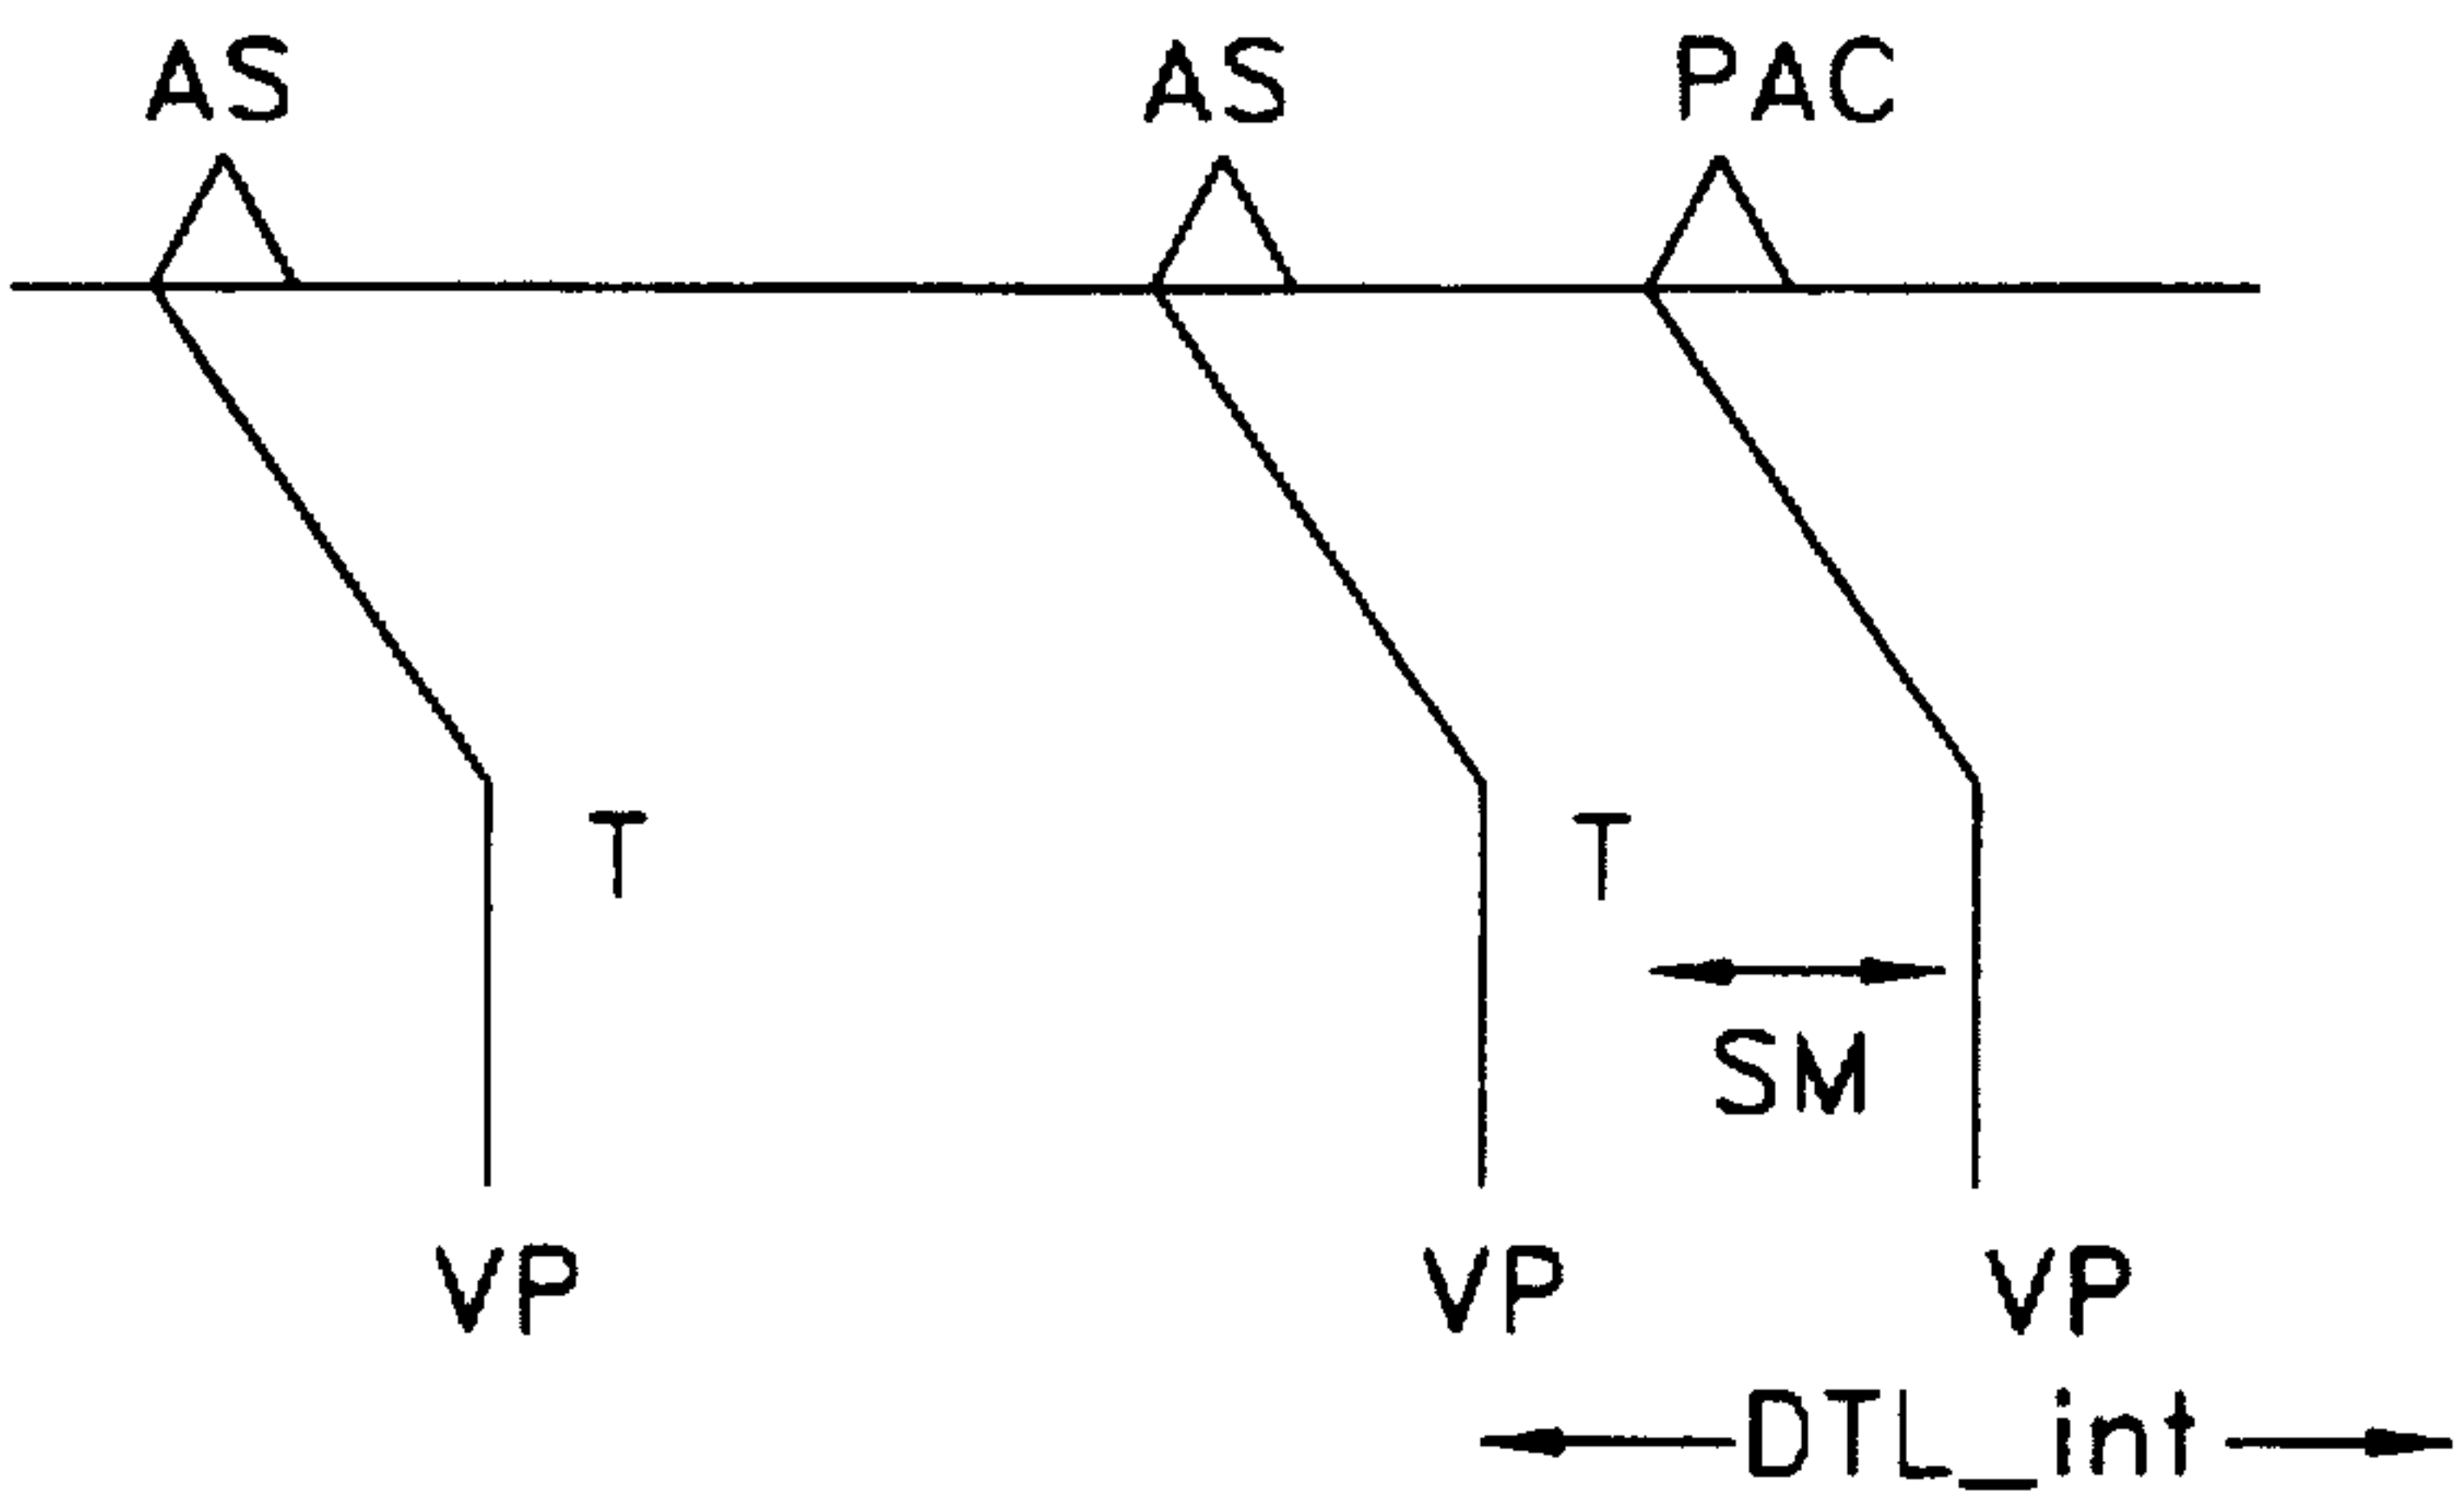 AS AS PAC
T T
SM
VP VP VP
DTL_int